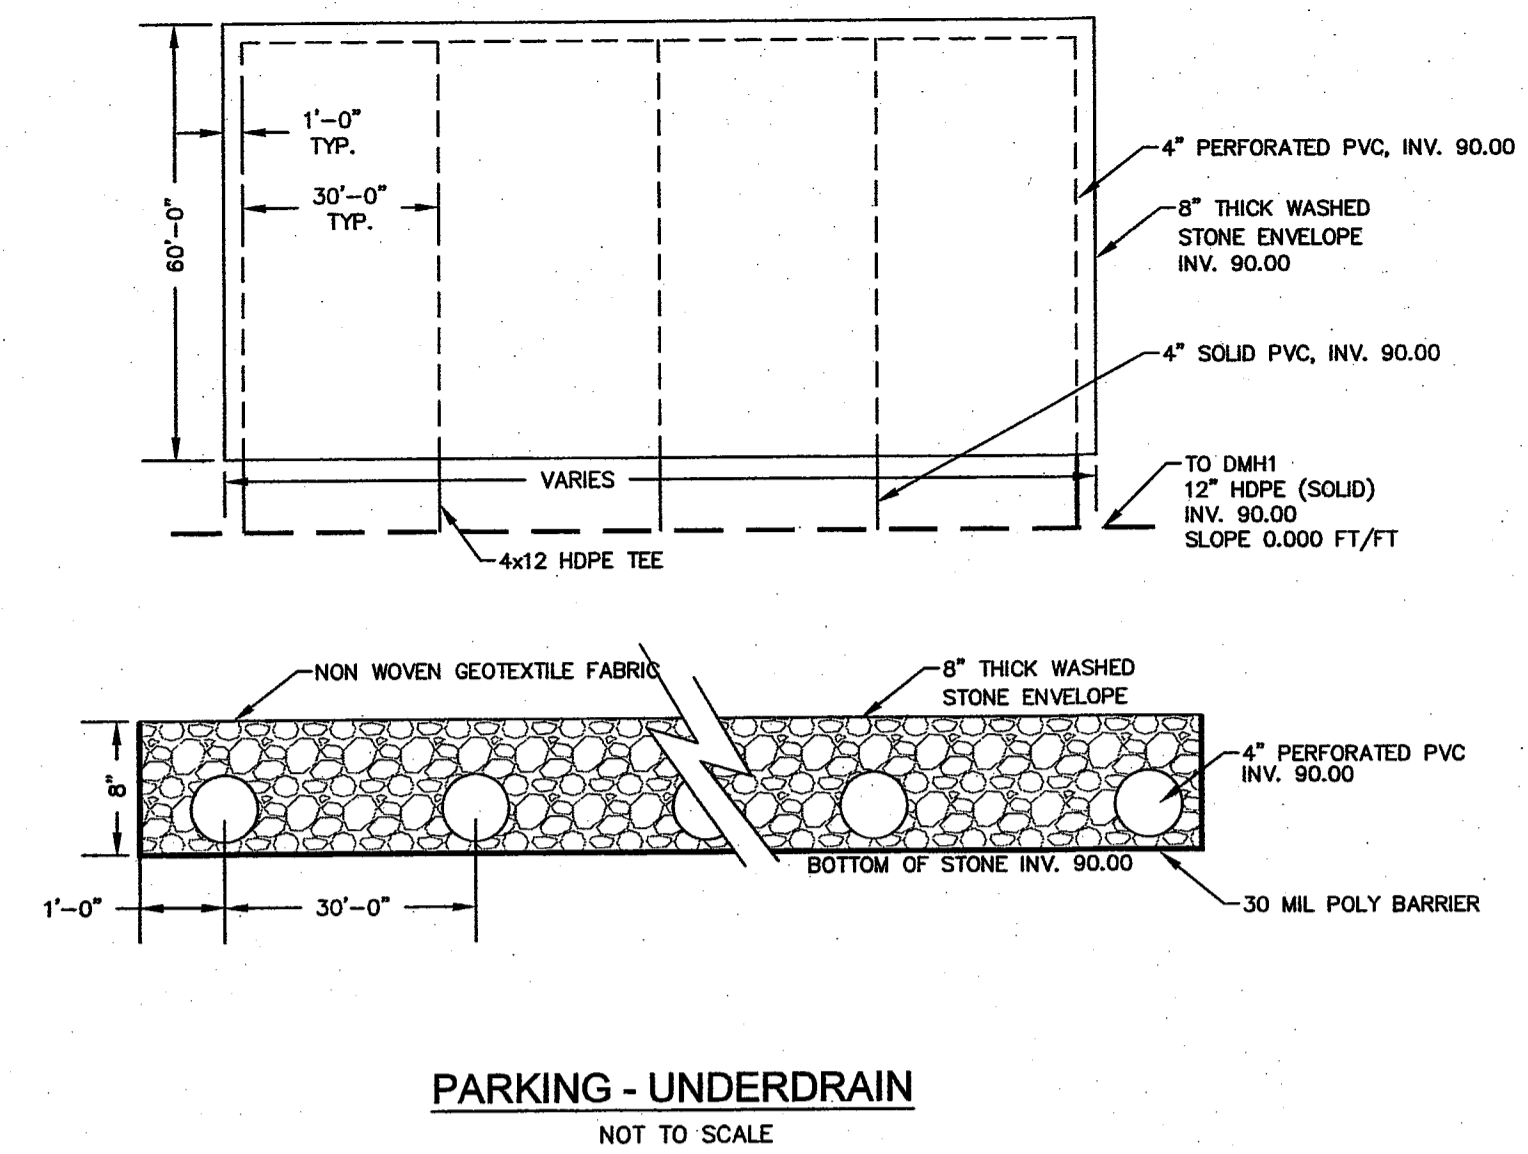 1'-0"
TYP.
30'-0"
TYP.
60'-0"
4" PERFORATED PVC, INV. 90.00
8" THICK WASHED
STONE ENVELOPE
INV. 90.00
4" SOLID PVC, INV. 90.00
VARIES
TO DMH1
12" HDPE (SOLID)
INV. 90.00
SLOPE 0.000 FT/FT
4x12 HDPE TEE
NON WOVEN GEOTEXTILE FABRIC
8" THICK WASHED
STONE ENVELOPE
4" PERFORATED PVC
INV. 90.00
8"
BOTTOM OF STONE INV. 90.00
1'-0"
30'-0"
30 MIL POLY BARRIER
PARKING - UNDERDRAIN
NOT TO SCALE